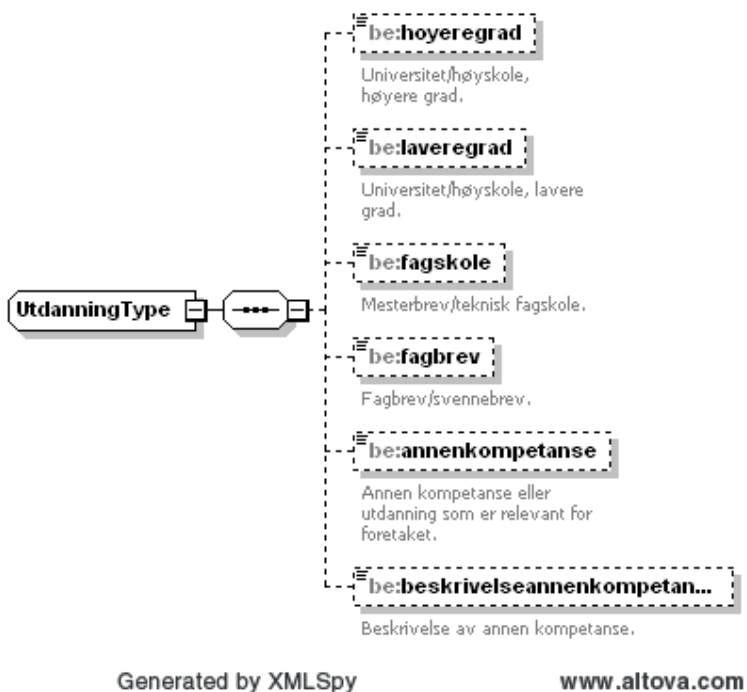 be:hoyeregrad
Universitet/høyskole,
høyere grad.
be:laveregrad
Universitet/høyskole, lavere
grad.
be:fagskole
Mesterbrev/teknisk fagskole.
UtdanningType
be:fagbrev
Fagbrev/svennebrev.
be:annenkompetanse
Annen kompetanse eller
utdanning som er relevant for
foretaket.
be:beskrivelseannenkompetan...
Beskrivelse av annen kompetanse.
Generated by XMLSpy
www.altova.com